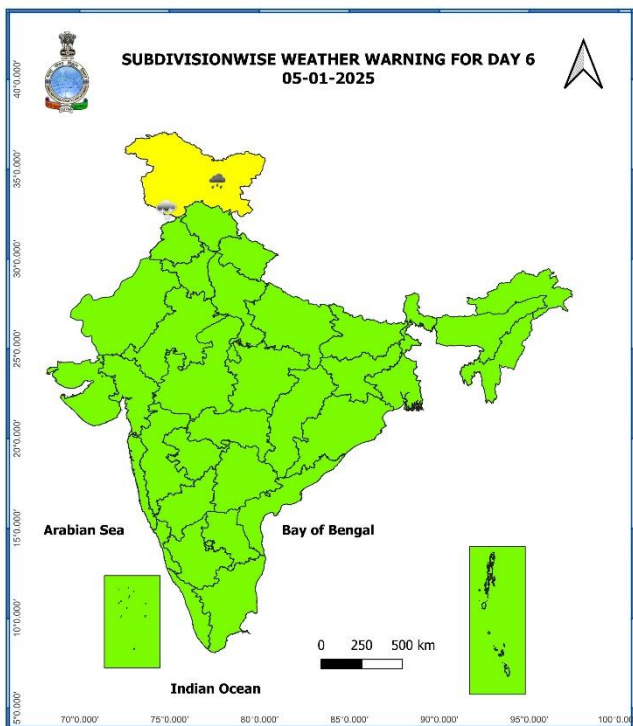 SUBDIVISIONWISE WEATHER WARNING FOR DAY 6
05-01-2025
40°0.000'
35°0.000'
30°0.000'
25°0.000'
20°0.000'
15°0.000'
10°0.000'
5°0.000'
Arabian Sea
Bay of Bengal
0 250 500 km
Indian Ocean
70°0.000' 75°0.000' 80°0.000' 85°0.000' 90°0.000' 95°0.000' 100°0.0